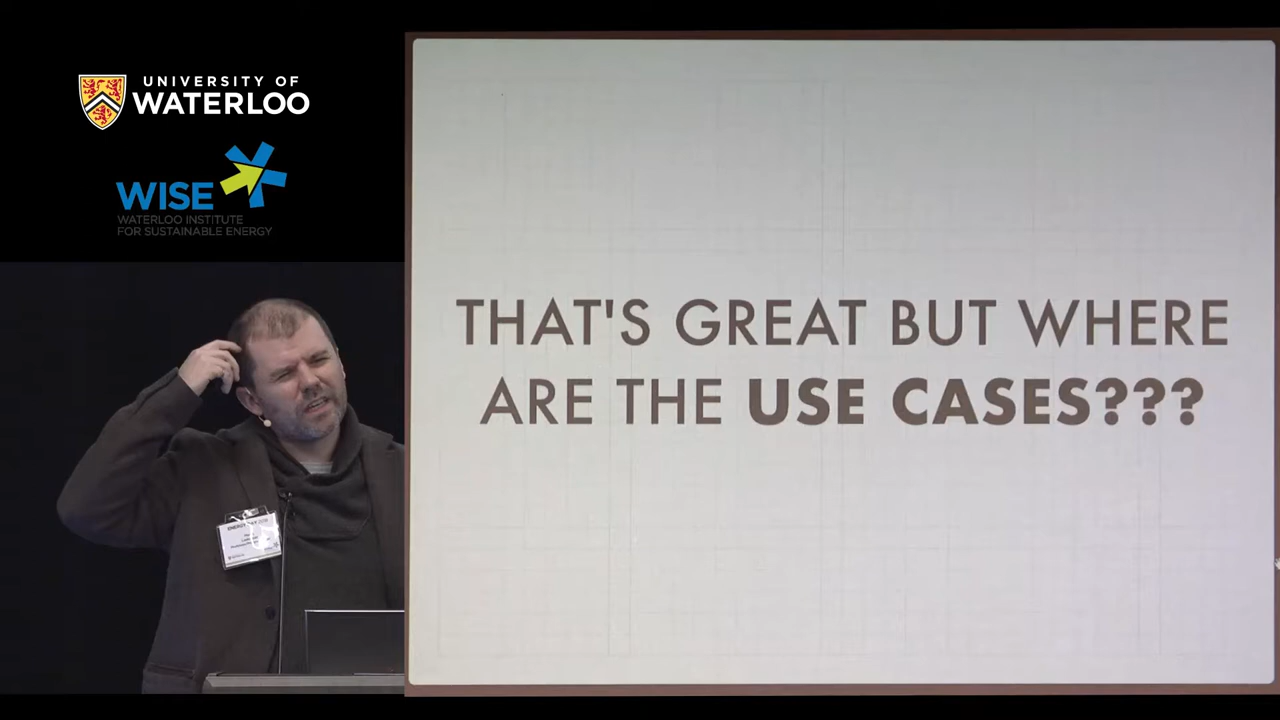 UNIVERSITY OF
WATERLOO
WISE
WATERLOO INSTITUTE
FOR SUSTAINABLE ENERGY
THAT'S GREAT BUT WHERE
ARE THE USE CASES???